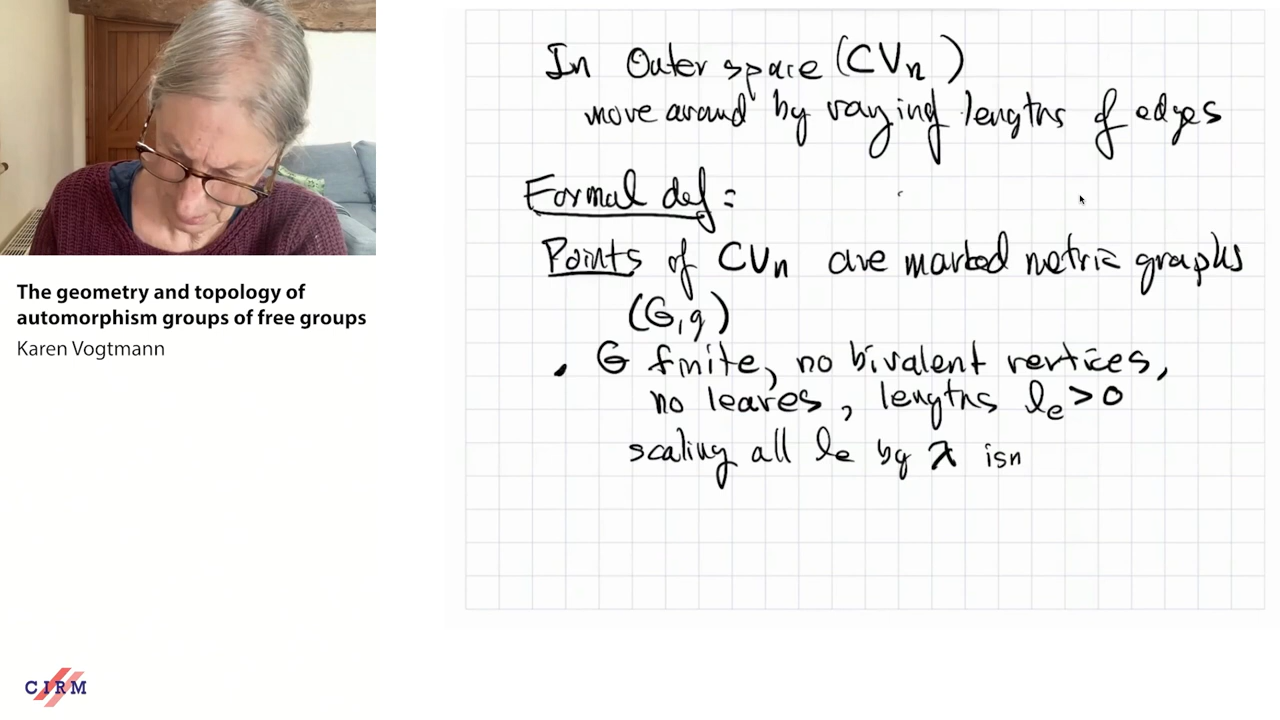 In Outer space (CVn)
move around by varying lengths of edges
Formal def:
Points of CVn are marked metric graphs
(G, g)
• G finite, no bivalent vertices,
no leaves, lengths le > 0
scaling all le by λ isn
The geometry and topology of
automorphism groups of free groups
Karen Vogtmann
CIRM